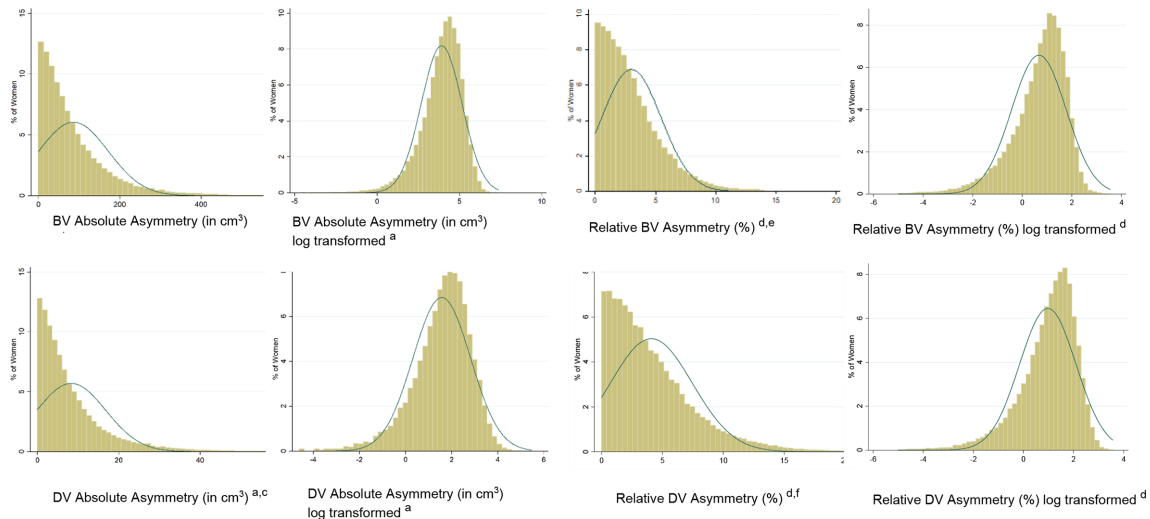 15
10
5
0
% of Women
0 200 400
BV Absolute Asymmetry (in cm³)
10
8
6
4
2
0
% of Women
-5 0 5 10
BV Absolute Asymmetry (in cm³)
log transformed ᵃ
10
8
6
4
2
0
% of Women
0 5 10 15 20
Relative BV Asymmetry (%) ᵈ,ᵉ
8
6
4
2
0
% of Women
-6 -4 -2 0 2 4
Relative BV Asymmetry (%) log transformed ᵈ
15
10
5
0
% of Women
0 20 40
DV Absolute Asymmetry (in cm³) ᵃ,ᶜ
6
4
2
0
% of Women
-4 -2 0 2 4 6
DV Absolute Asymmetry (in cm³)
log transformed ᵃ
6
4
2
0
% of Women
0 5 10 15
Relative DV Asymmetry (%) ᵈ,ᶠ
8
6
4
2
0
% of Women
-6 -4 -2 0 2 4
Relative DV Asymmetry (%) log transformed ᵈ